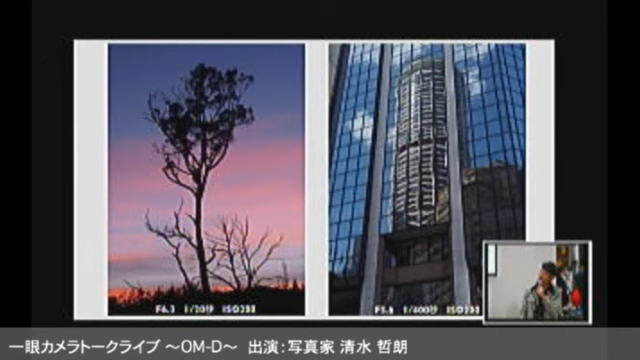 F6.3 1/20秒 ISO200
F5.6 1/400秒 ISO200
一眼カメラトークライブ ～OM-D～ 出演：写真家 清水 哲朗